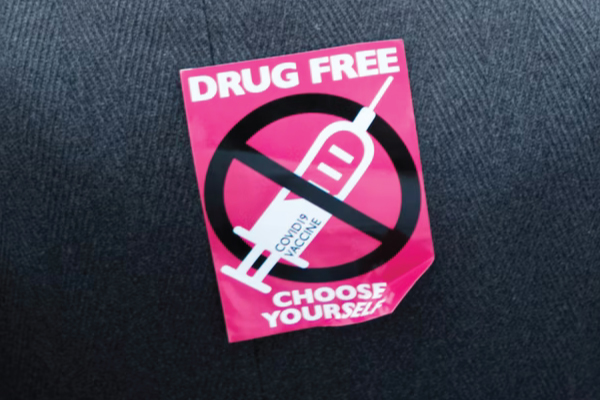 DRUG FREE
COVID19
VACCINE
CHOOSE
YOURSELF